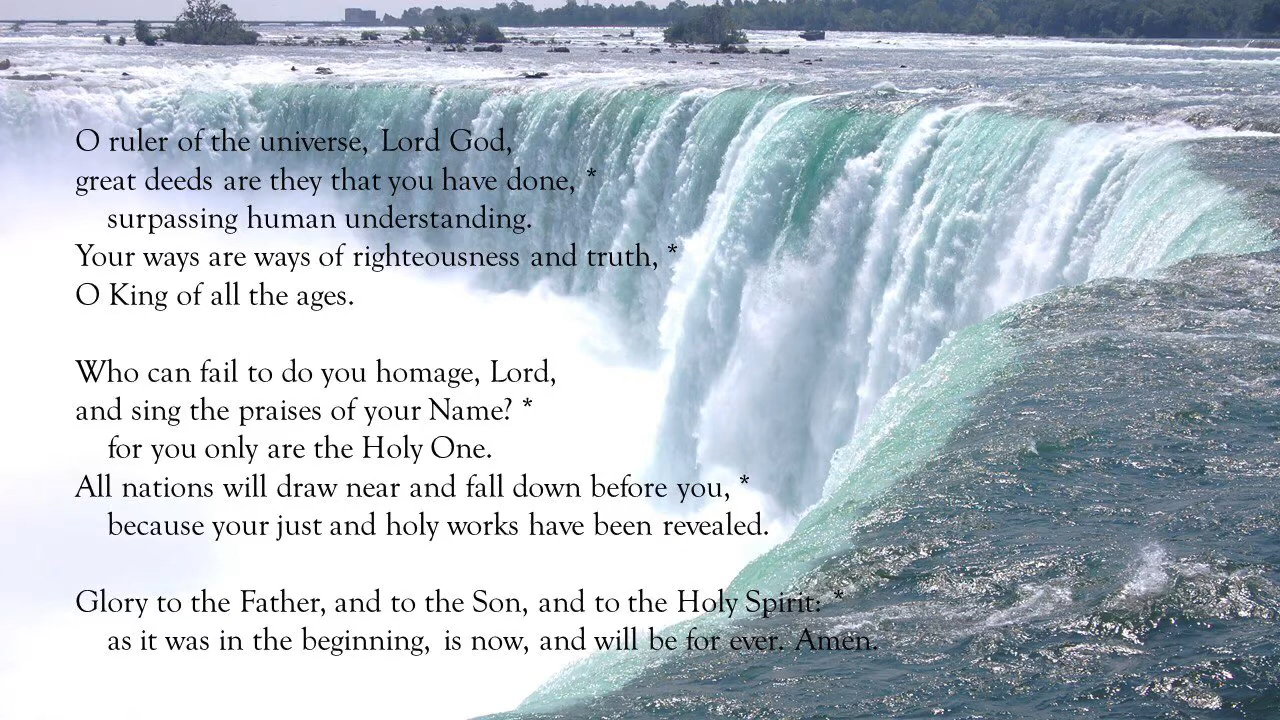 O ruler of the universe, Lord God,
great deeds are they that you have done, *
surpassing human understanding.
Your ways are ways of righteousness and truth, *
O King of all the ages.
Who can fail to do you homage, Lord,
and sing the praises of your Name? *
for you only are the Holy One.
All nations will draw near and fall down before you, *
because your just and holy works have been revealed.
Glory to the Father, and to the Son, and to the Holy Spirit: *
as it was in the beginning, is now, and will be for ever. Amen.